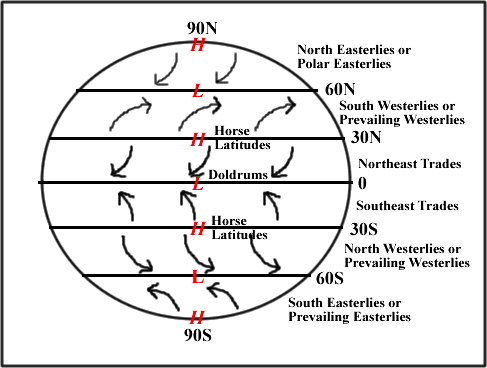 90N
H
North Easterlies or
Polar Easterlies
L
60N
South Westerlies or
Prevailing Westerlies
H
Horse
Latitudes
30N
Northeast Trades
Doldrums
L
0
Southeast Trades
Horse
Latitudes
H
30S
North Westerlies or
Prevailing Westerlies
L
60S
South Easterlies or
Prevailing Easterlies
H
90S